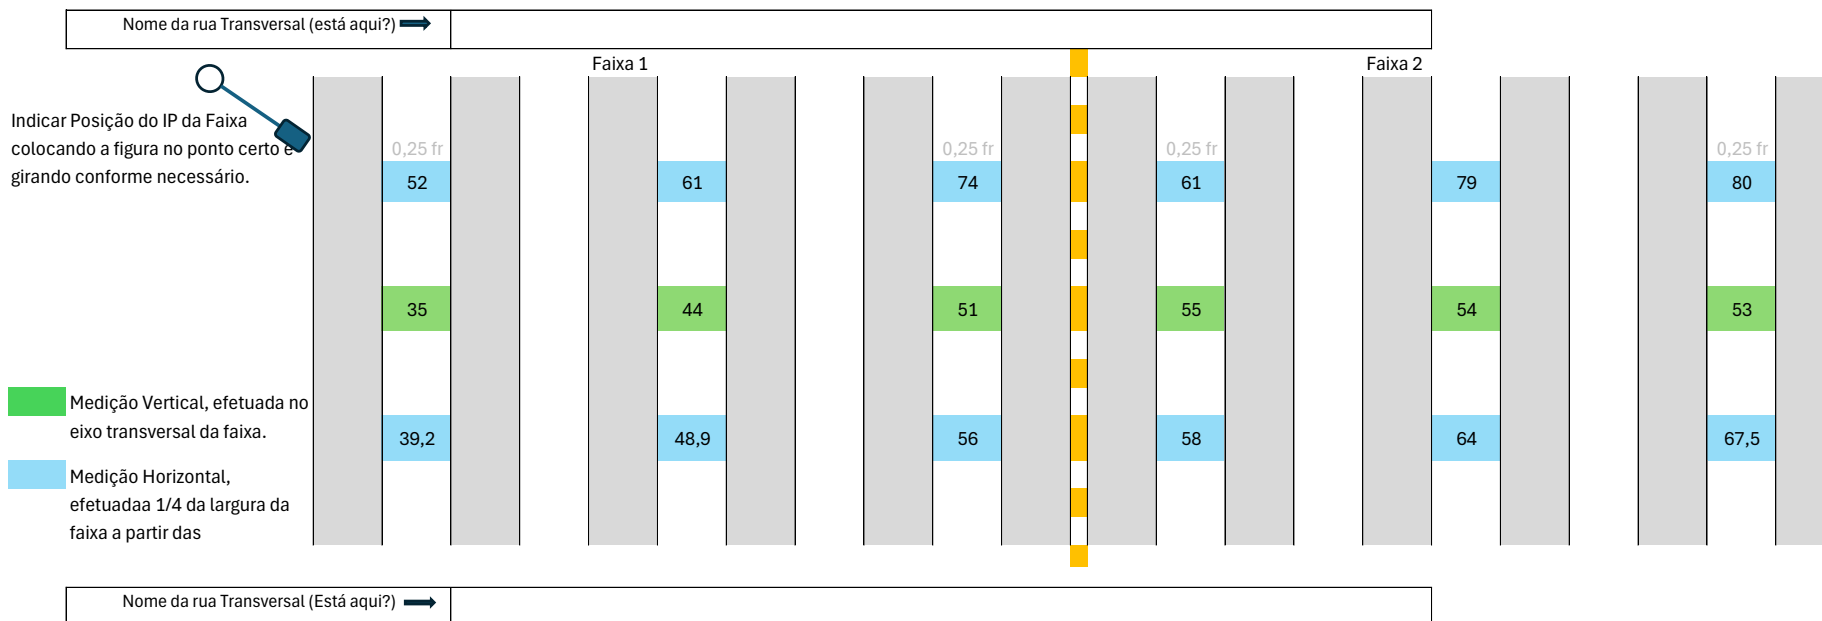 Nome da rua Transversal (está aqui?)
Faixa 1
Faixa 2
Indicar Posição do IP da Faixa
colocando a figura no ponto certo e
girando conforme necessário.
0,25 fr
0,25 fr
0,25 fr
0,25 fr
52
61
74
61
79
80
35
44
51
55
54
53
Medição Vertical, efetuada no
eixo transversal da faixa.
39,2
48,9
56
58
64
67,5
Medição Horizontal,
efetuadaa 1/4 da largura da
faixa a partir das
Nome da rua Transversal (Está aqui?)